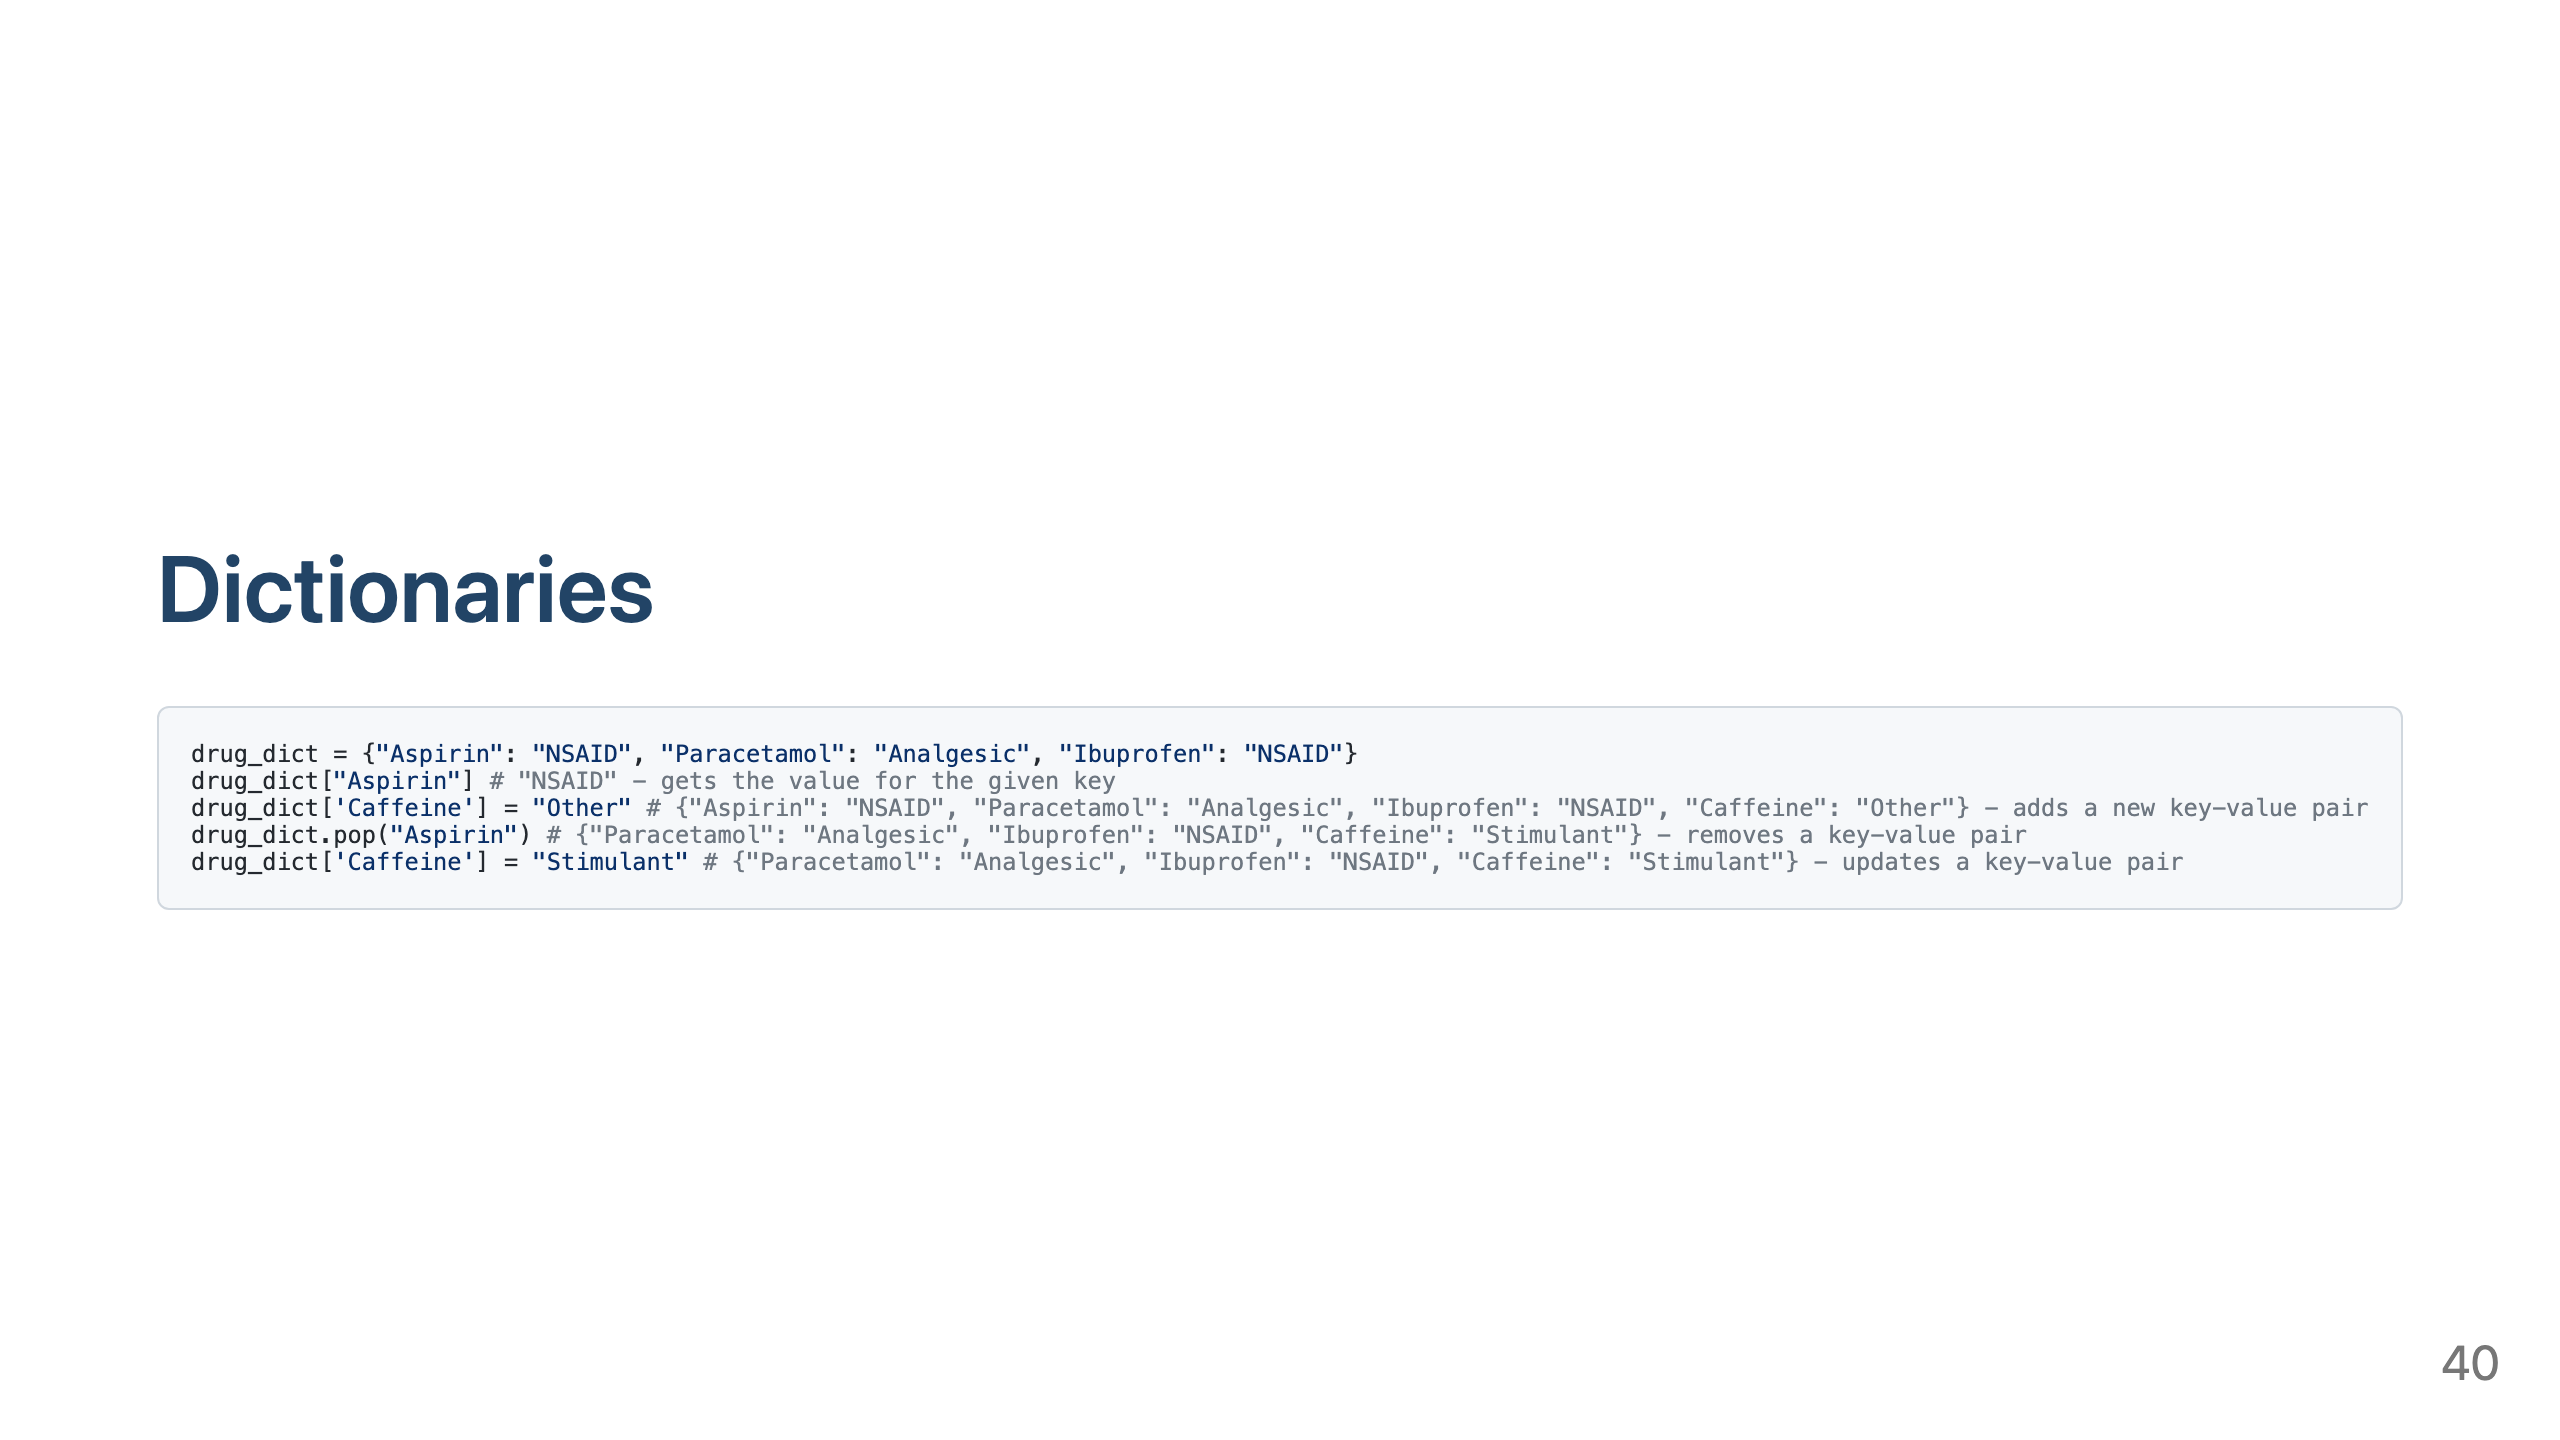 Dictionaries
drug_dict = {"Aspirin": "NSAID", "Paracetamol": "Analgesic", "Ibuprofen": "NSAID"}
drug_dict["Aspirin"] # "NSAID" - gets the value for the given key
drug_dict['Caffeine'] = "Other" # {"Aspirin": "NSAID", "Paracetamol": "Analgesic", "Ibuprofen": "NSAID", "Caffeine": "Other"} - adds a new key-value pair
drug_dict.pop("Aspirin") # {"Paracetamol": "Analgesic", "Ibuprofen": "NSAID", "Caffeine": "Stimulant"} - removes a key-value pair
drug_dict['Caffeine'] = "Stimulant" # {"Paracetamol": "Analgesic", "Ibuprofen": "NSAID", "Caffeine": "Stimulant"} - updates a key-value pair
40